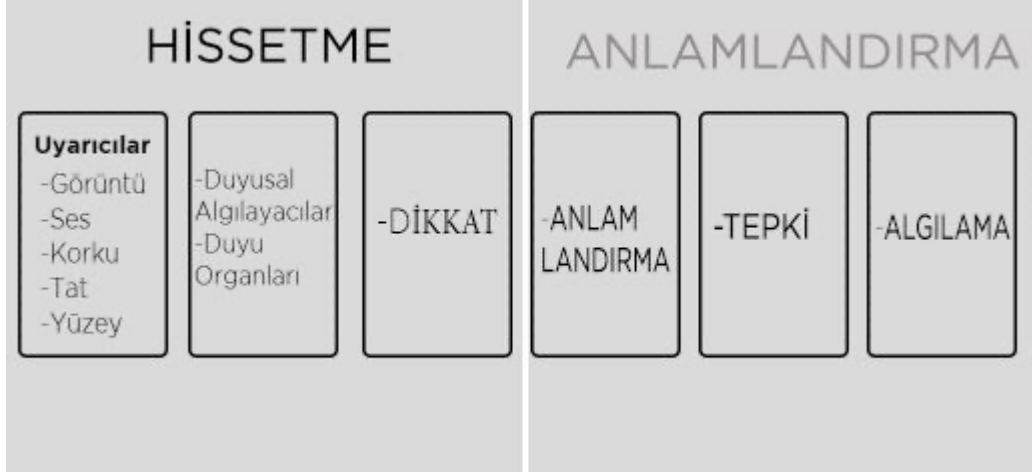 HİSSETME
Uyarıcılar
-Görüntü
-Ses
-Korku
-Tat
-Yüzey
-Duyusal
Algılayacılar
-Duyu
Organları
-DİKKAT
ANLAMLANDIRMA
-ANLAM
LANDIRMA
-TEPKİ
-ALGILAMA